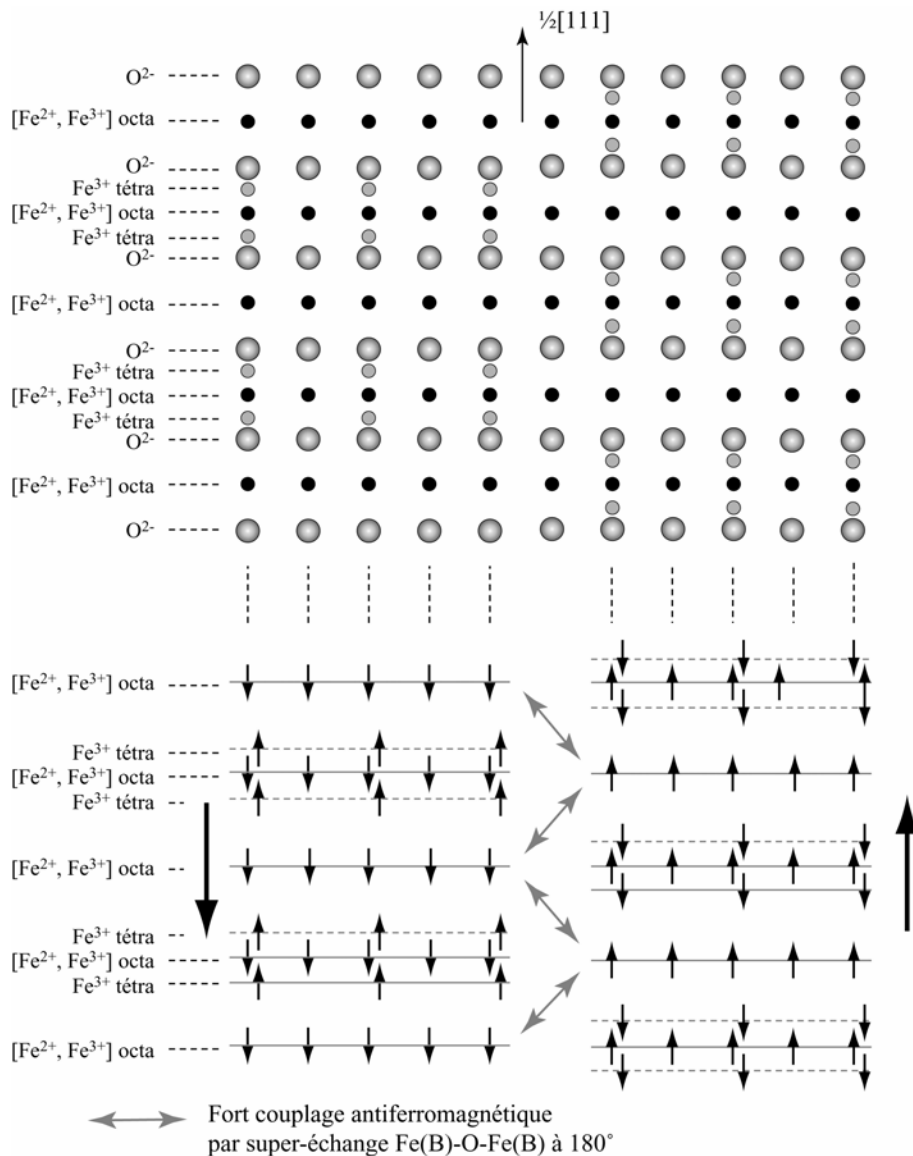 ½[111]
O²⁻
[Fe²⁺, Fe³⁺] octa
O²⁻
Fe³⁺ tétra
[Fe²⁺, Fe³⁺] octa
Fe³⁺ tétra
O²⁻
[Fe²⁺, Fe³⁺] octa
O²⁻
Fe³⁺ tétra
[Fe²⁺, Fe³⁺] octa
Fe³⁺ tétra
O²⁻
[Fe²⁺, Fe³⁺] octa
O²⁻
[Fe²⁺, Fe³⁺] octa
Fe³⁺ tétra
[Fe²⁺, Fe³⁺] octa
Fe³⁺ tétra
[Fe²⁺, Fe³⁺] octa
Fe³⁺ tétra
[Fe²⁺, Fe³⁺] octa
Fe³⁺ tétra
[Fe²⁺, Fe³⁺] octa
Fort couplage antiferromagnétique
par super-échange Fe(B)-O-Fe(B) à 180°